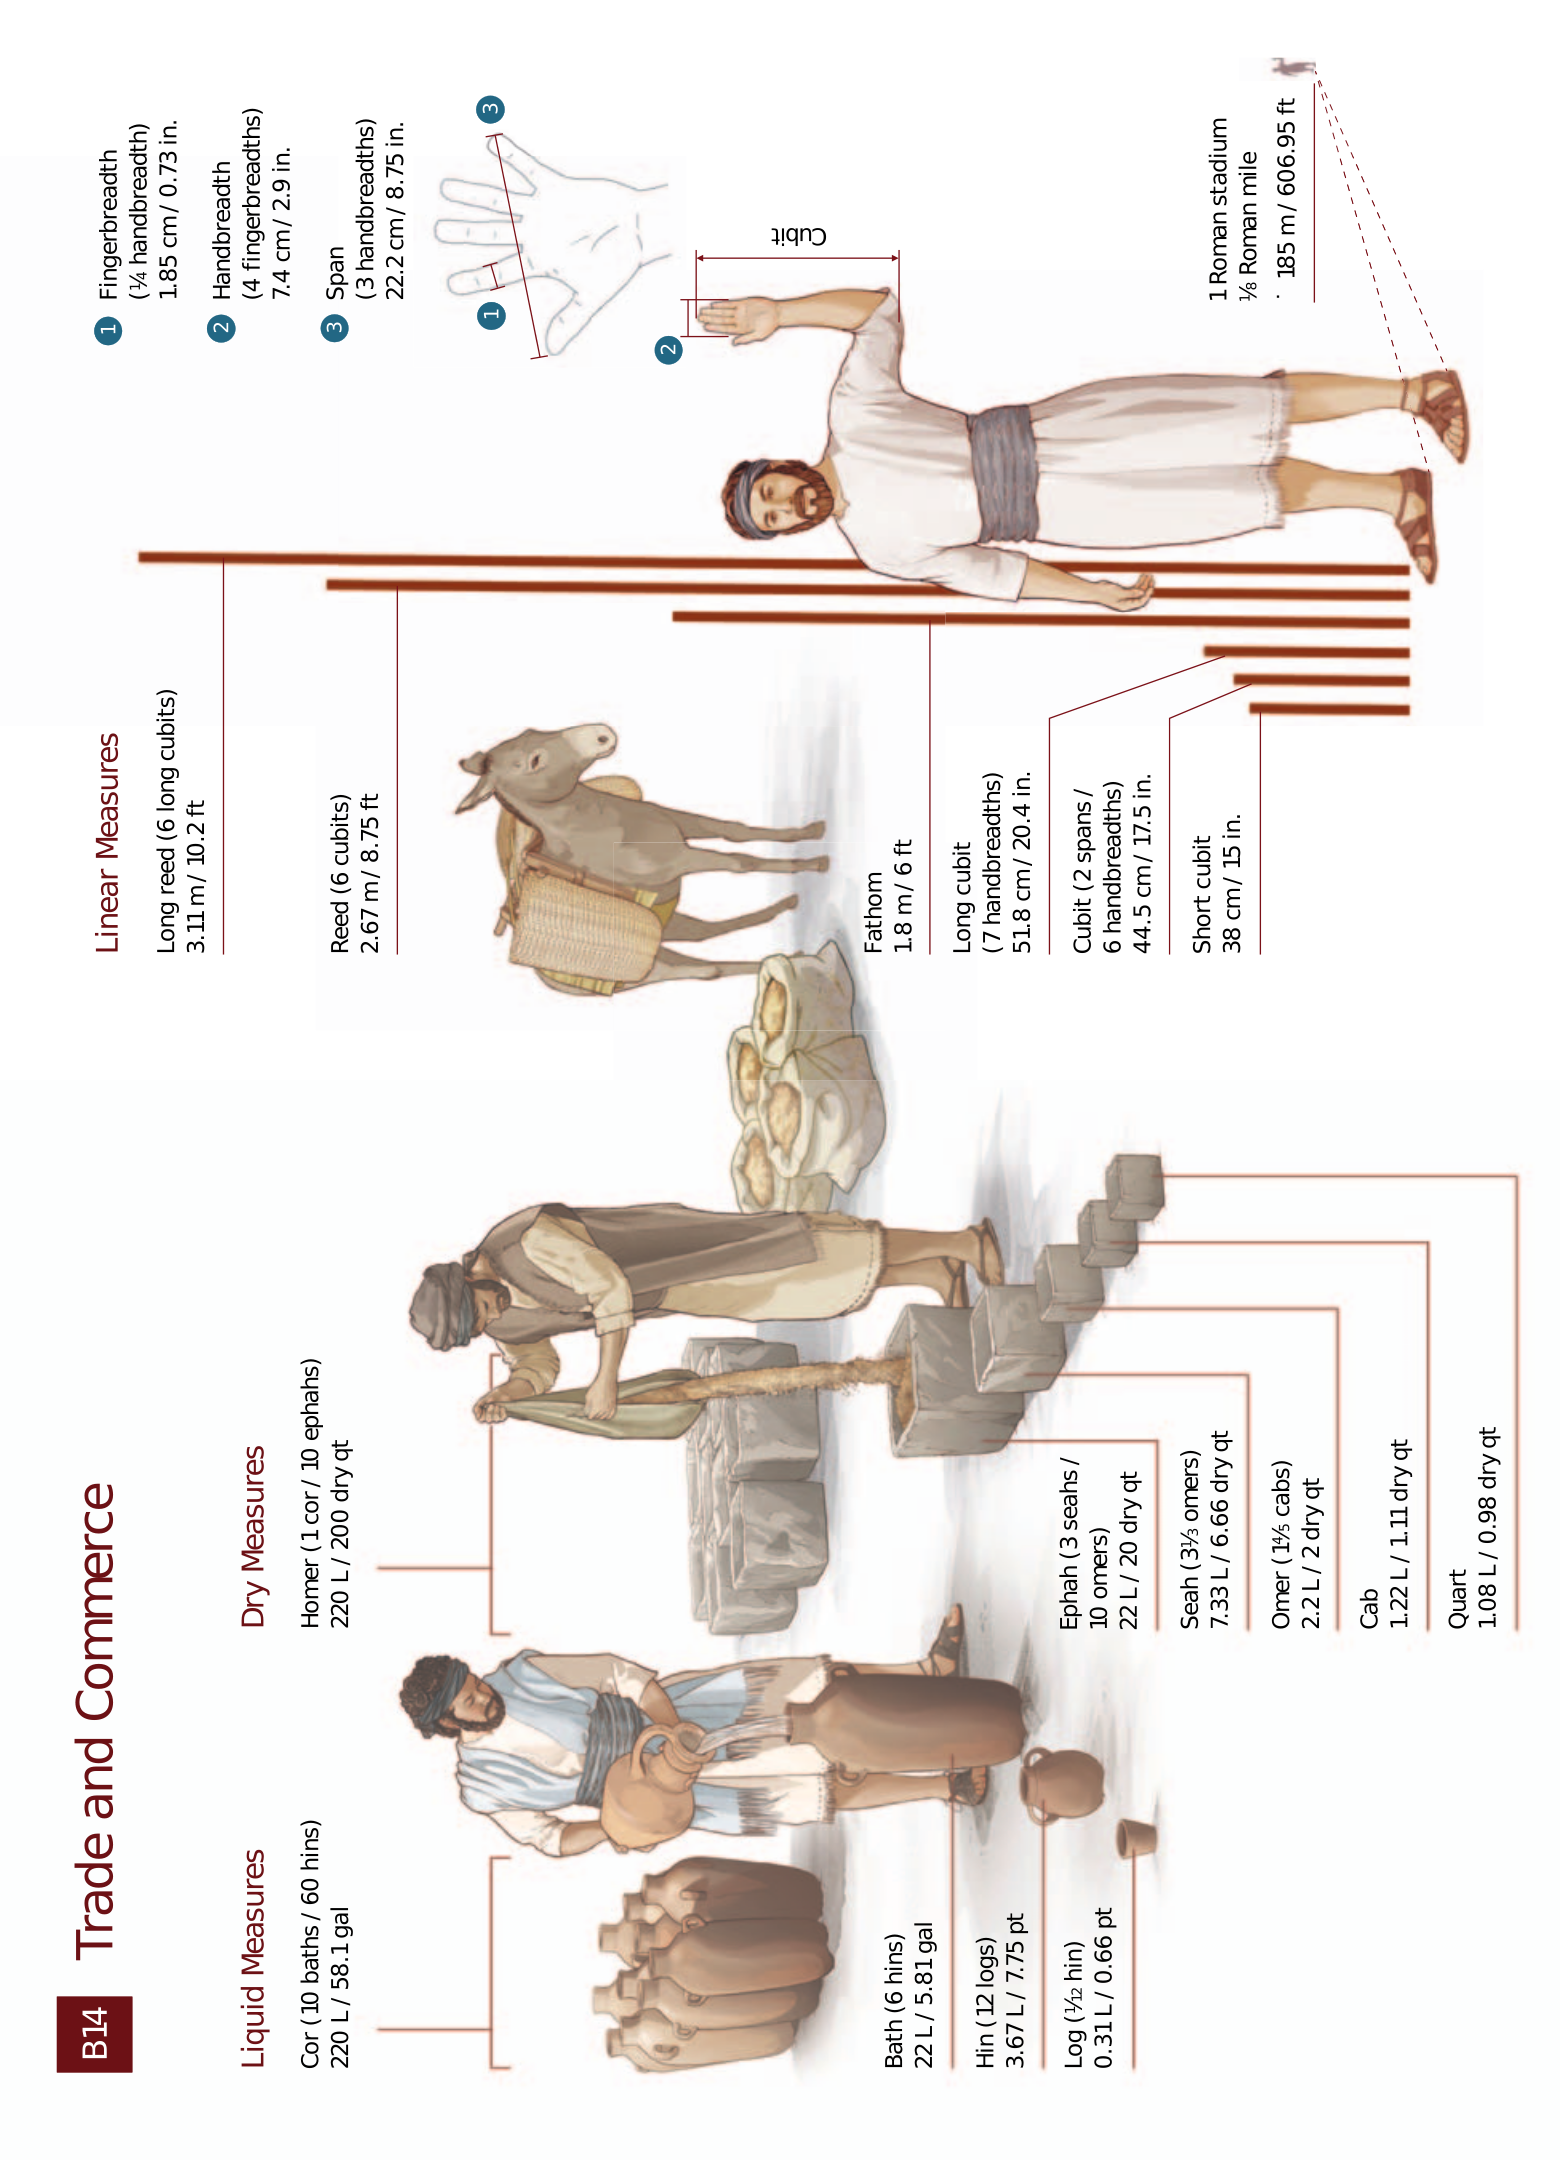 B14 Trade and Commerce
Liquid Measures
Cor (10 baths / 60 hins)
220 L / 58.1 gal
Bath (6 hins)
22 L / 5.81 gal
Hin (12 logs)
3.67 L / 7.75 pt
Log (1⁄12 hin)
0.31 L / 0.66 pt
Dry Measures
Homer (1 cor / 10 ephahs)
220 L / 200 dry qt
Ephah (3 seahs /
10 omers)
22 L / 20 dry qt
Seah (3⅓ omers)
7.33 L / 6.66 dry qt
Omer (1⅘ cabs)
2.2 L / 2 dry qt
Cab
1.22 L / 1.11 dry qt
Quart
1.08 L / 0.98 dry qt
Linear Measures
Long reed (6 long cubits)
3.11 m / 10.2 ft
Reed (6 cubits)
2.67 m / 8.75 ft
Fathom
1.8 m / 6 ft
Long cubit
(7 handbreadths)
51.8 cm / 20.4 in.
Cubit (2 spans /
6 handbreadths)
44.5 cm / 17.5 in.
Short cubit
38 cm / 15 in.
1 Fingerbreadth
(¼ handbreadth)
1.85 cm / 0.73 in.
2 Handbreadth
(4 fingerbreadths)
7.4 cm / 2.9 in.
3 Span
(3 handbreadths)
22.2 cm / 8.75 in.
1
3
2
Cubit
1 Roman stadium
⅛ Roman mile
185 m / 606.95 ft